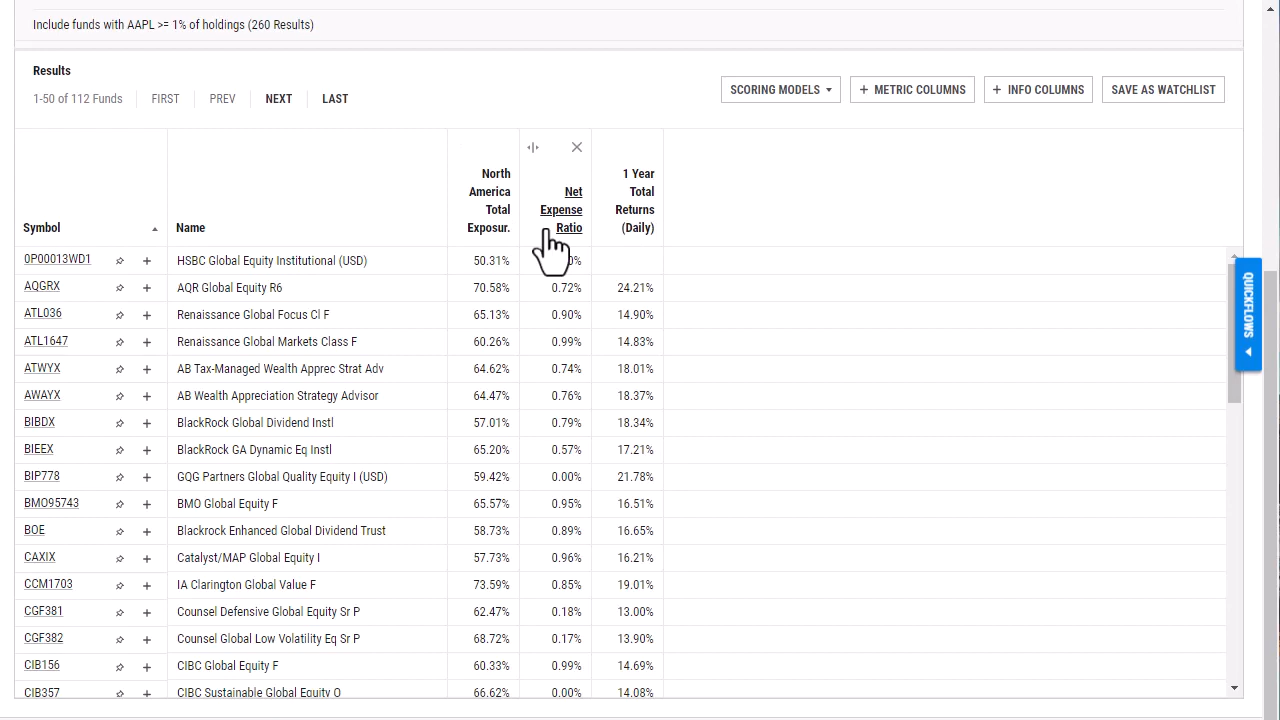 Include funds with AAPL >= 1% of holdings (260 Results)
Results
1-50 of 112 Funds FIRST PREV NEXT LAST
SCORING MODELS + METRIC COLUMNS + INFO COLUMNS SAVE AS WATCHLIST
Symbol Name North America Total Exposur. Net Expense Ratio 1 Year Total Returns (Daily)
0P00013WD1 + HSBC Global Equity Institutional (USD) 50.31%
AQGRX + AQR Global Equity R6 70.58% 0.72% 24.21%
ATL036 + Renaissance Global Focus Cl F 65.13% 0.90% 14.90%
ATL1647 + Renaissance Global Markets Class F 60.26% 0.99% 14.83%
ATWYX + AB Tax-Managed Wealth Apprec Strat Adv 64.62% 0.74% 18.01%
AWAYX + AB Wealth Appreciation Strategy Advisor 64.47% 0.76% 18.37%
BIBDX + BlackRock Global Dividend Instl 57.01% 0.79% 18.34%
BIEEX + BlackRock GA Dynamic Eq Instl 65.20% 0.57% 17.21%
BIP778 + GQG Partners Global Quality Equity I (USD) 59.42% 0.00% 21.78%
BMO95743 + BMO Global Equity F 65.57% 0.95% 16.51%
BOE + Blackrock Enhanced Global Dividend Trust 58.73% 0.89% 16.65%
CAXIX + Catalyst/MAP Global Equity I 57.73% 0.96% 16.21%
CCM1703 + IA Clarington Global Value F 73.59% 0.85% 19.01%
CGF381 + Counsel Defensive Global Equity Sr P 62.47% 0.18% 13.00%
CGF382 + Counsel Global Low Volatility Eq Sr P 68.72% 0.17% 13.90%
CIB156 + CIBC Global Equity F 60.33% 0.99% 14.69%
CIB357 + CIBC Sustainable Global Equity O 66.62% 0.00% 14.08%
QUICKFLOWS